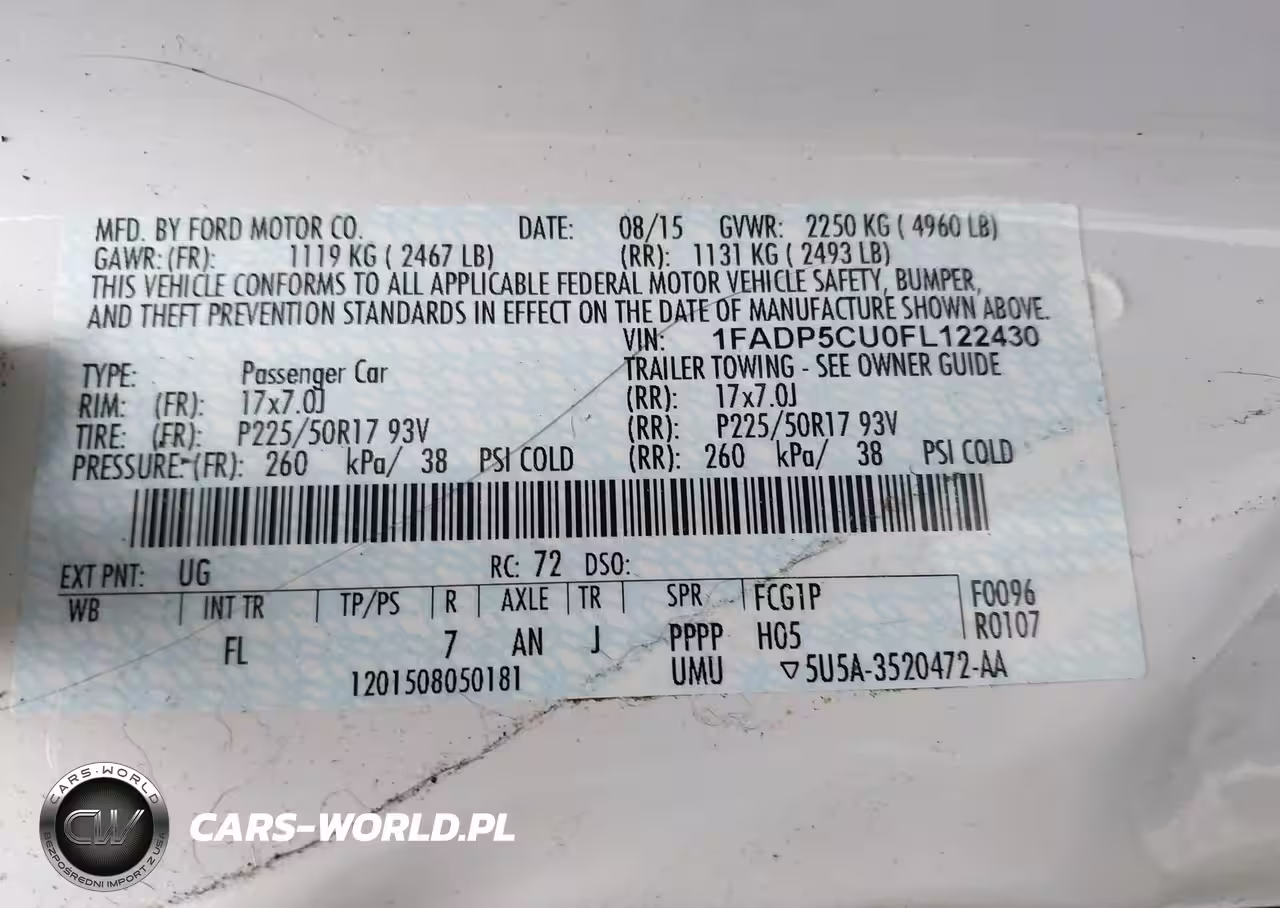 MFD. BY FORD MOTOR CO. DATE: 08/15 GVWR: 2250 KG ( 4960 LB)
GAWR: (FR): 1119 KG ( 2467 LB) (RR): 1131 KG ( 2493 LB)
THIS VEHICLE CONFORMS TO ALL APPLICABLE FEDERAL MOTOR VEHICLE SAFETY, BUMPER,
AND THEFT PREVENTION STANDARDS IN EFFECT ON THE DATE OF MANUFACTURE SHOWN ABOVE.
VIN: 1FADP5CU0FL122430
TYPE: Passenger Car TRAILER TOWING - SEE OWNER GUIDE
RIM: (FR): 17x7.0J (RR): 17x7.0J
TIRE: (FR): P225/50R17 93V (RR): P225/50R17 93V
PRESSURE: (FR): 260 kPa/ 38 PSI COLD (RR): 260 kPa/ 38 PSI COLD
EXT PNT: UG RC: 72 DSO:
WB INT TR TP/PS R AXLE TR SPR FCG1P F0096
FL 7 AN J PPPP H05 R0107
1201508050181 UMU ▽5U5A-3520472-AA
CARS-WORLD
CW
BEZPOŚREDNI IMPORT Z USA
CARS-WORLD.PL